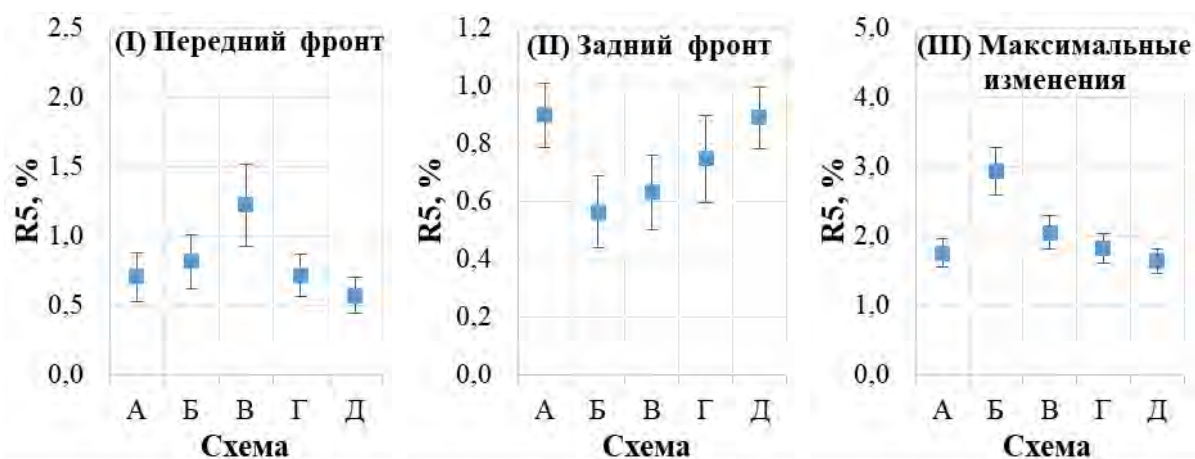 (I) Передний фронт
R5, %
2,5
2,0
1,5
1,0
0,5
0,0
А Б В Г Д
Схема
(II) Задний фронт
R5, %
1,2
1,0
0,8
0,6
0,4
0,2
0,0
А Б В Г Д
Схема
(III) Максимальные
изменения
R5, %
5,0
4,0
3,0
2,0
1,0
0,0
А Б В Г Д
Схема